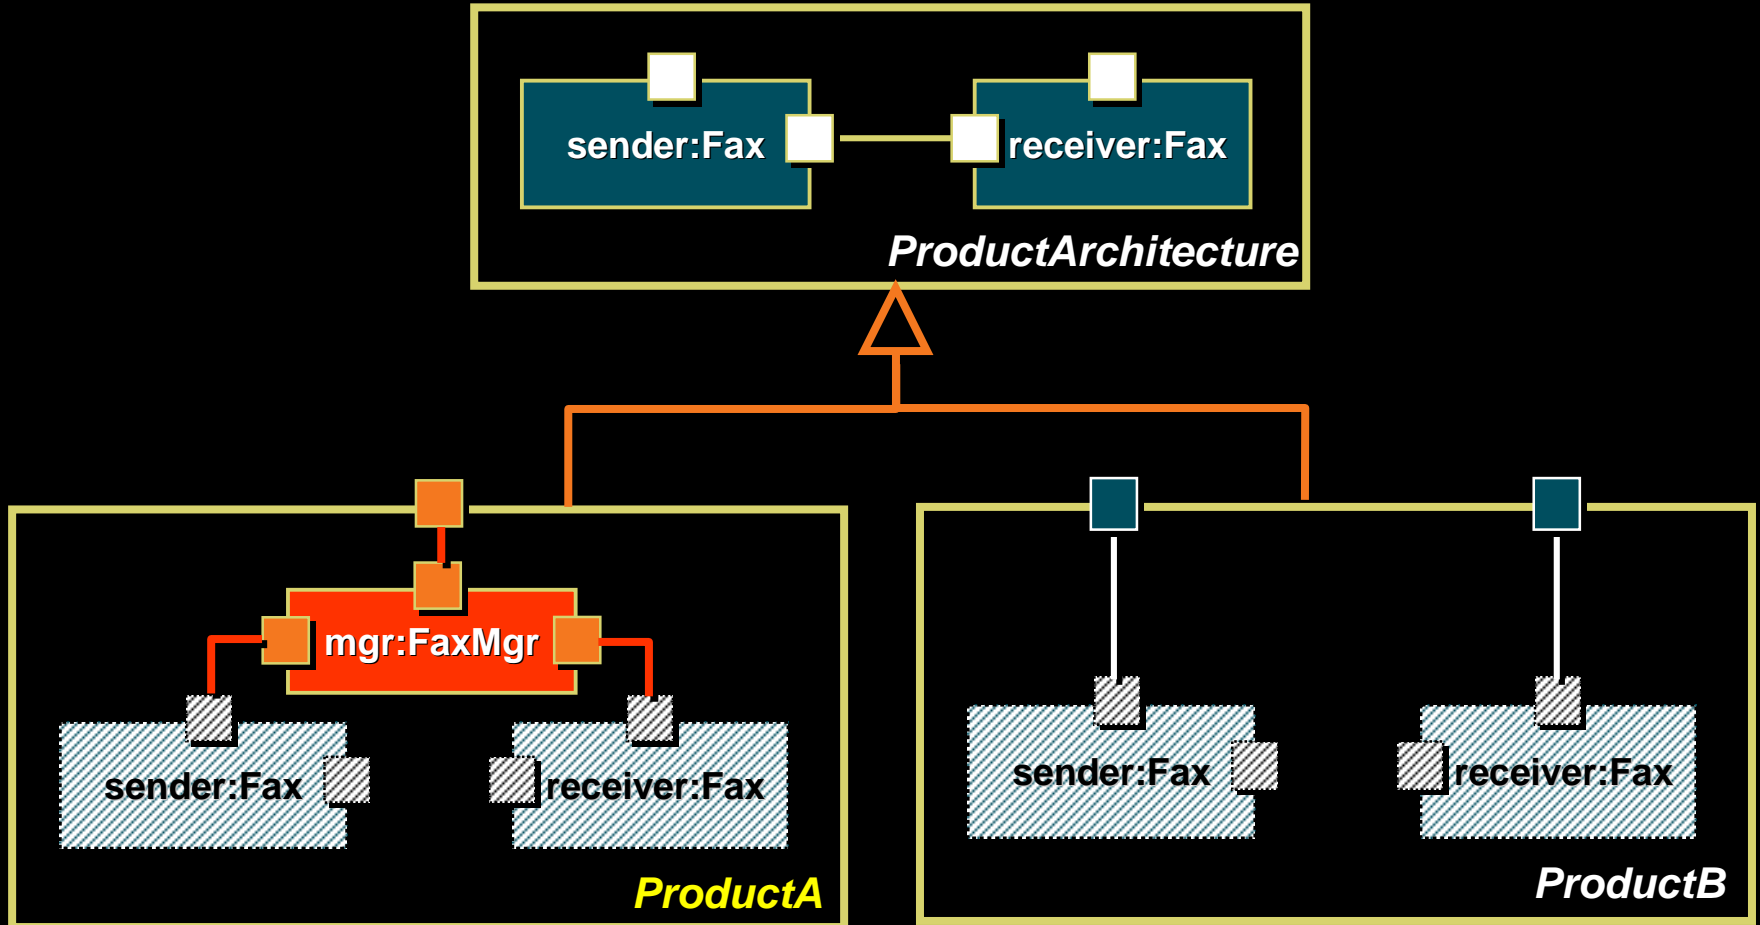 sender:Fax
receiver:Fax
ProductArchitecture
mgr:FaxMgr
sender:Fax
receiver:Fax
ProductA
sender:Fax
receiver:Fax
ProductB